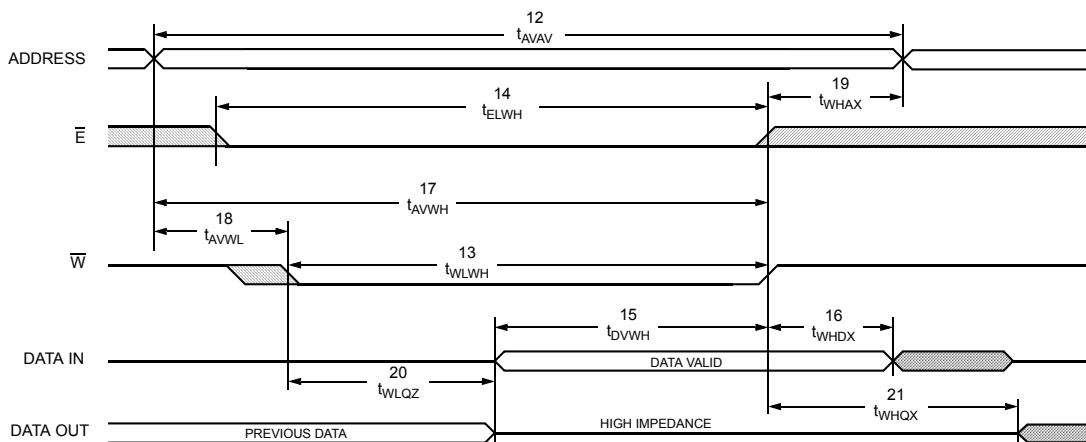 12
tAVAV
ADDRESS
14
tELWH
19
tWHAX
E
17
tAVWH
18
tAVWL
W
13
tWLWH
15
tDVWH
16
tWHDX
DATA IN
DATA VALID
20
tWLQZ
21
tWHQX
DATA OUT
PREVIOUS DATA
HIGH IMPEDANCE